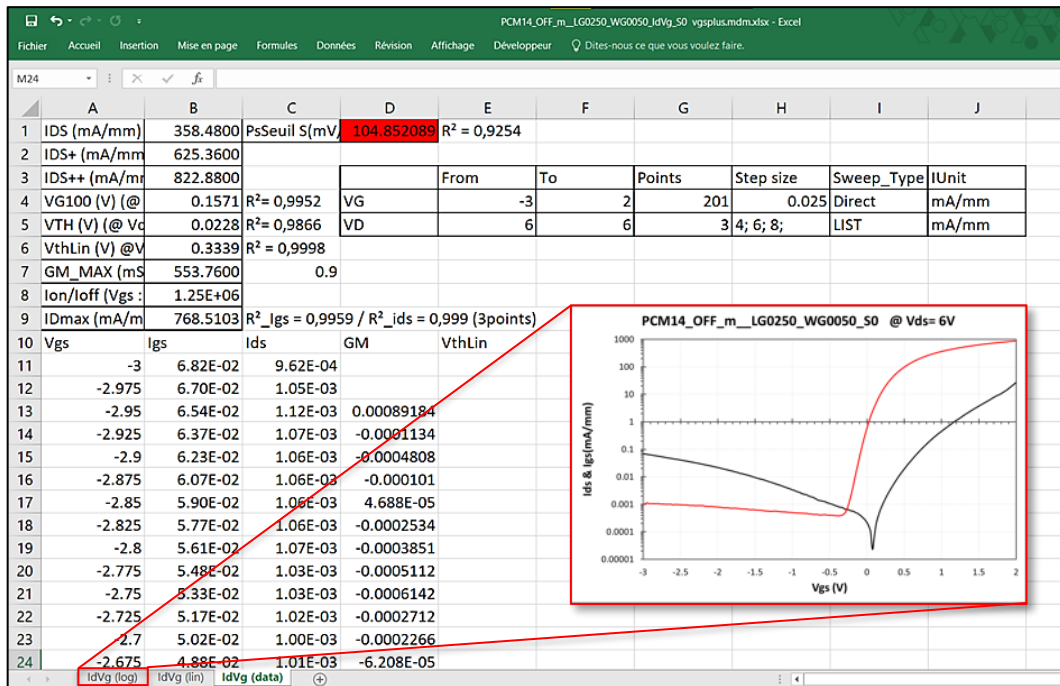 PCM14_OFF_m__LG0250_WG0050_IdVg_S0 vgsplus.mdm.xlsx - Excel
Fichier Accueil Insertion Mise en page Formules Données Révision Affichage Développeur Dites-nous ce que vous voulez faire.
M24 fx
A B C D E F G H I J
1 IDS (mA/mm) 358.4800 PsSeuil S(mV/ 104.852089 R² = 0,9254
2 IDS+ (mA/mm 625.3600
3 IDS++ (mA/mr 822.8800 From To Points Step size Sweep_Type IUnit
4 VG100 (V) (@ 0.1571 R²= 0,9952 VG -3 2 201 0.025 Direct mA/mm
5 VTH (V) (@ Vd 0.0228 R²= 0,9866 VD 6 6 3 4; 6; 8; LIST mA/mm
6 VthLin (V) @V 0.3339 R² = 0,9998
7 GM_MAX (mS 553.7600 0.9
8 Ion/Ioff (Vgs : 1.25E+06
9 IDmax (mA/m 768.5103 R²_Igs = 0,9959 / R²_ids = 0,999 (3points)
10 Vgs Igs Ids GM VthLin
11 -3 6.82E-02 9.62E-04
12 -2.975 6.70E-02 1.05E-03
13 -2.95 6.54E-02 1.12E-03 0.00089184
14 -2.925 6.37E-02 1.07E-03 -0.0001134
15 -2.9 6.23E-02 1.06E-03 -0.0004808
16 -2.875 6.07E-02 1.06E-03 -0.000101
17 -2.85 5.90E-02 1.06E-03 4.688E-05
18 -2.825 5.77E-02 1.06E-03 -0.0002534
19 -2.8 5.61E-02 1.07E-03 -0.0003851
20 -2.775 5.48E-02 1.03E-03 -0.0005112
21 -2.75 5.33E-02 1.03E-03 -0.0006142
22 -2.725 5.17E-02 1.02E-03 -0.0002712
23 -2.7 5.02E-02 1.00E-03 -0.0002266
24 -2.675 4.88E-02 1.01E-03 -6.208E-05
PCM14_OFF_m__LG0250_WG0050_S0 @ Vds= 6V
Ids & Igs(mA/mm)
1000
100
10
1
0.1
0.01
0.001
0.0001
0.00001
-3 -2.5 -2 -1.5 -1 -0.5 0 0.5 1 1.5 2
Vgs (V)
IdVg (log) IdVg (lin) IdVg (data)